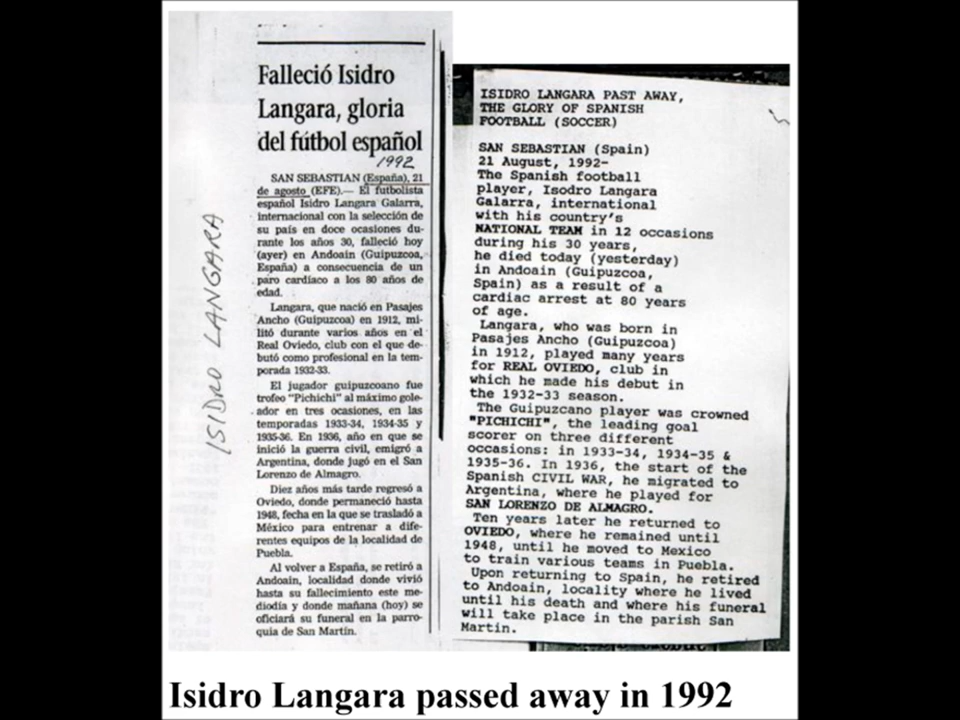 Falleció Isidro
Langara, gloria
del fútbol español
1992
SAN SEBASTIAN (España), 21
de agosto (EFE).— El futbolista
español Isidro Langara Galarra,
internacional con la selección de
su país en doce ocasiones du-
rante los años 30, falleció hoy
(ayer) en Andoain (Guipuzcoa,
España) a consecuencia de un
paro cardiaco a los 80 años de
edad.
Langara, que nació en Pasajes
Ancho (Guipuzcoa) en 1912, mi-
litó durante varios años en el
Real Oviedo, club con el que de-
butó como profesional en la tem-
porada 1932-33.
El jugador guipuzcoano fue
trofeo "Pichichi" al máximo gole-
ador en tres ocasiones, en las
temporadas 1933-34, 1934-35 y
1935-36. En 1936, año en que se
inició la guerra civil, emigró a
Argentina, donde jugó en el San
Lorenzo de Almagro.
Diez años más tarde regresó a
Oviedo, donde permaneció hasta
1948, fecha en la que se trasladó a
México para entrenar a dife-
rentes equipos de la localidad de
Puebla.
Al volver a España, se retiró a
Andoain, localidad donde vivió
hasta su fallecimiento este me-
diodía y donde mañana (hoy) se
oficiará su funeral en la parro-
quia de San Martín.
ISIDRO LANGARA
ISIDRO LANGARA PAST AWAY,
THE GLORY OF SPANISH
FOOTBALL (SOCCER)
SAN SEBASTIAN (Spain)
21 August, 1992-
The Spanish football
player, Isodro Langara
Galarra, international
with his country's
NATIONAL TEAM in 12 occasions
during his 30 years,
he died today (yesterday)
in Andoain (Guipuzcoa,
Spain) as a result of a
cardiac arrest at 80 years
of age.
Langara, who was born in
Pasajes Ancho (Guipuzcoa)
in 1912, played many years
for REAL OVIEDO, club in
which he made his debut in
the 1932-33 season.
The Guipuzcano player was crowned
"PICHICHI", the leading goal
scorer on three different
occasions: in 1933-34, 1934-35 &
1935-36. In 1936, the start of the
Spanish CIVIL WAR, he migrated to
Argentina, where he played for
SAN LORENZO DE ALMAGRO.
Ten years later he returned to
OVIEDO, where he remained until
1948, until he moved to Mexico
to train various teams in Puebla.
Upon returning to Spain, he retired
to Andoain, locality where he lived
until his death and where his funeral
will take place in the parish San
Martin.
Isidro Langara passed away in 1992